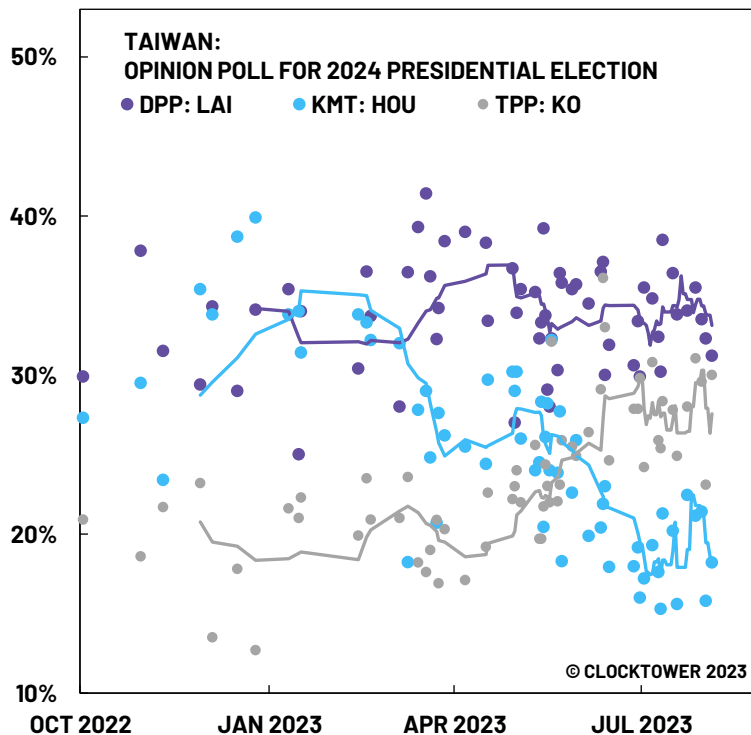 TAIWAN:
OPINION POLL FOR 2024 PRESIDENTIAL ELECTION
DPP: LAI KMT: HOU TPP: KO
50%
40%
30%
20%
10%
© CLOCKTOWER 2023
OCT 2022 JAN 2023 APR 2023 JUL 2023